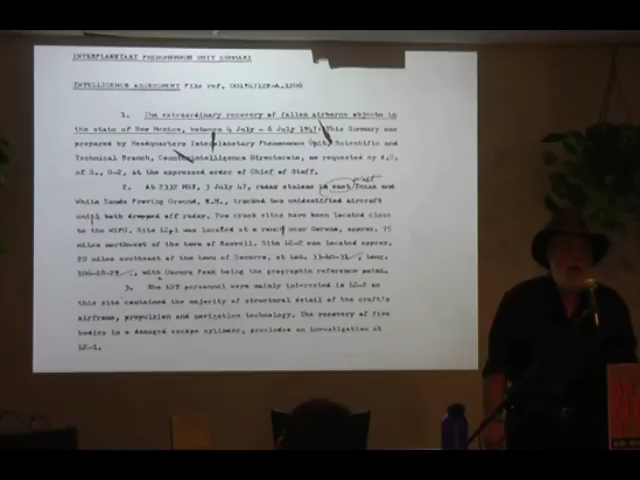 INTERPLANETARY PHENOMENON UNIT SUMMARY
INTELLIGENCE ASSESSMENT File ref.
1. The extraordinary recovery of fallen airborne objects in
the state of New Mexico, between 4 July - 6 July 1947. This Summary was
prepared by Headquarters Interplanetary Phenomenon Unit, Scientific and
Technical Branch, Counterintelligence Directorate, as requested by A.C.
of S., G-2, at the expressed order of Chief of Staff.
2. At 2332 MST, 3 July 47, radar stations in east Texas and
White Sands Proving Ground, N.M., tracked two unidentified aircraft
until both dropped off radar. Two crash sites have been located close
to the WSPG. Site LZ-1 was located at a ranch near Corona, approx. 75
miles northwest of the town of Roswell. Site LZ-2 was located approx.
20 miles southeast of the town of Socorro, at Lat. 33-40-31, Long.
106-28-29, with Oscura Peak being the geographic reference point.
3. The AST personnel were mainly interested in LZ-2 as
this site contained the majority of structural detail of the craft's
airframe, propulsion and navigation technology. The recovery of five
bodies in a damaged escape cylinder, precluded an investigation at
LZ-1.